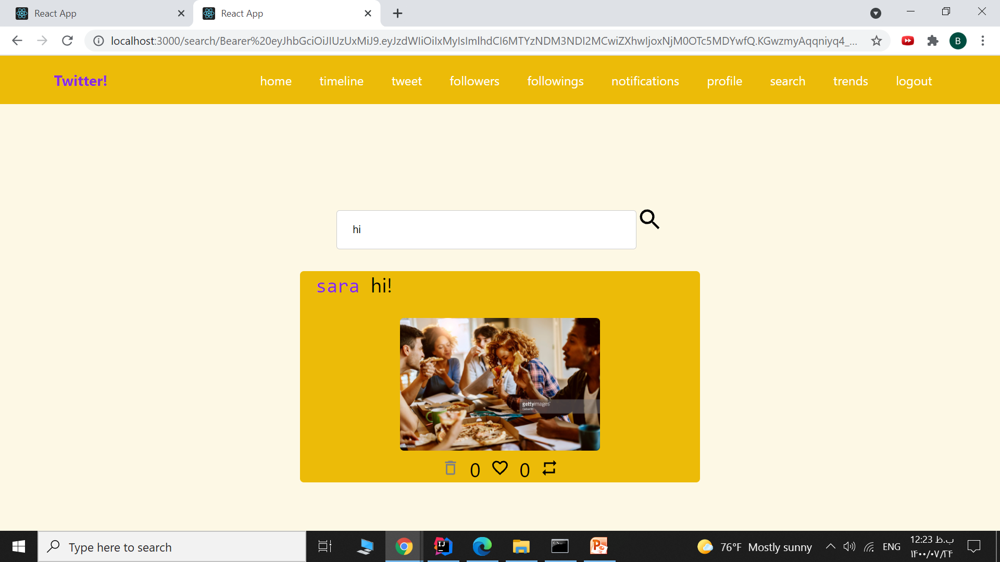 React App
React App
localhost:3000/search/Bearer%20eyJhbGciOiJIUzUxMiJ9.eyJzdWIiOiIxMyIsImlhdCI6MTYzNDM3NDI2MCwiZXhwIjoxNjM0OTc5MDYwfQ.KGwzmyAqqniyq4_...
B
Twitter! home timeline tweet followers followings notifications profile search trends logout
hi
sara hi!
gettyimages
0 0
Type here to search
76°F Mostly sunny
ENG
12:23 ب.ظ
۱۴۰۰/۰۷/۲۴